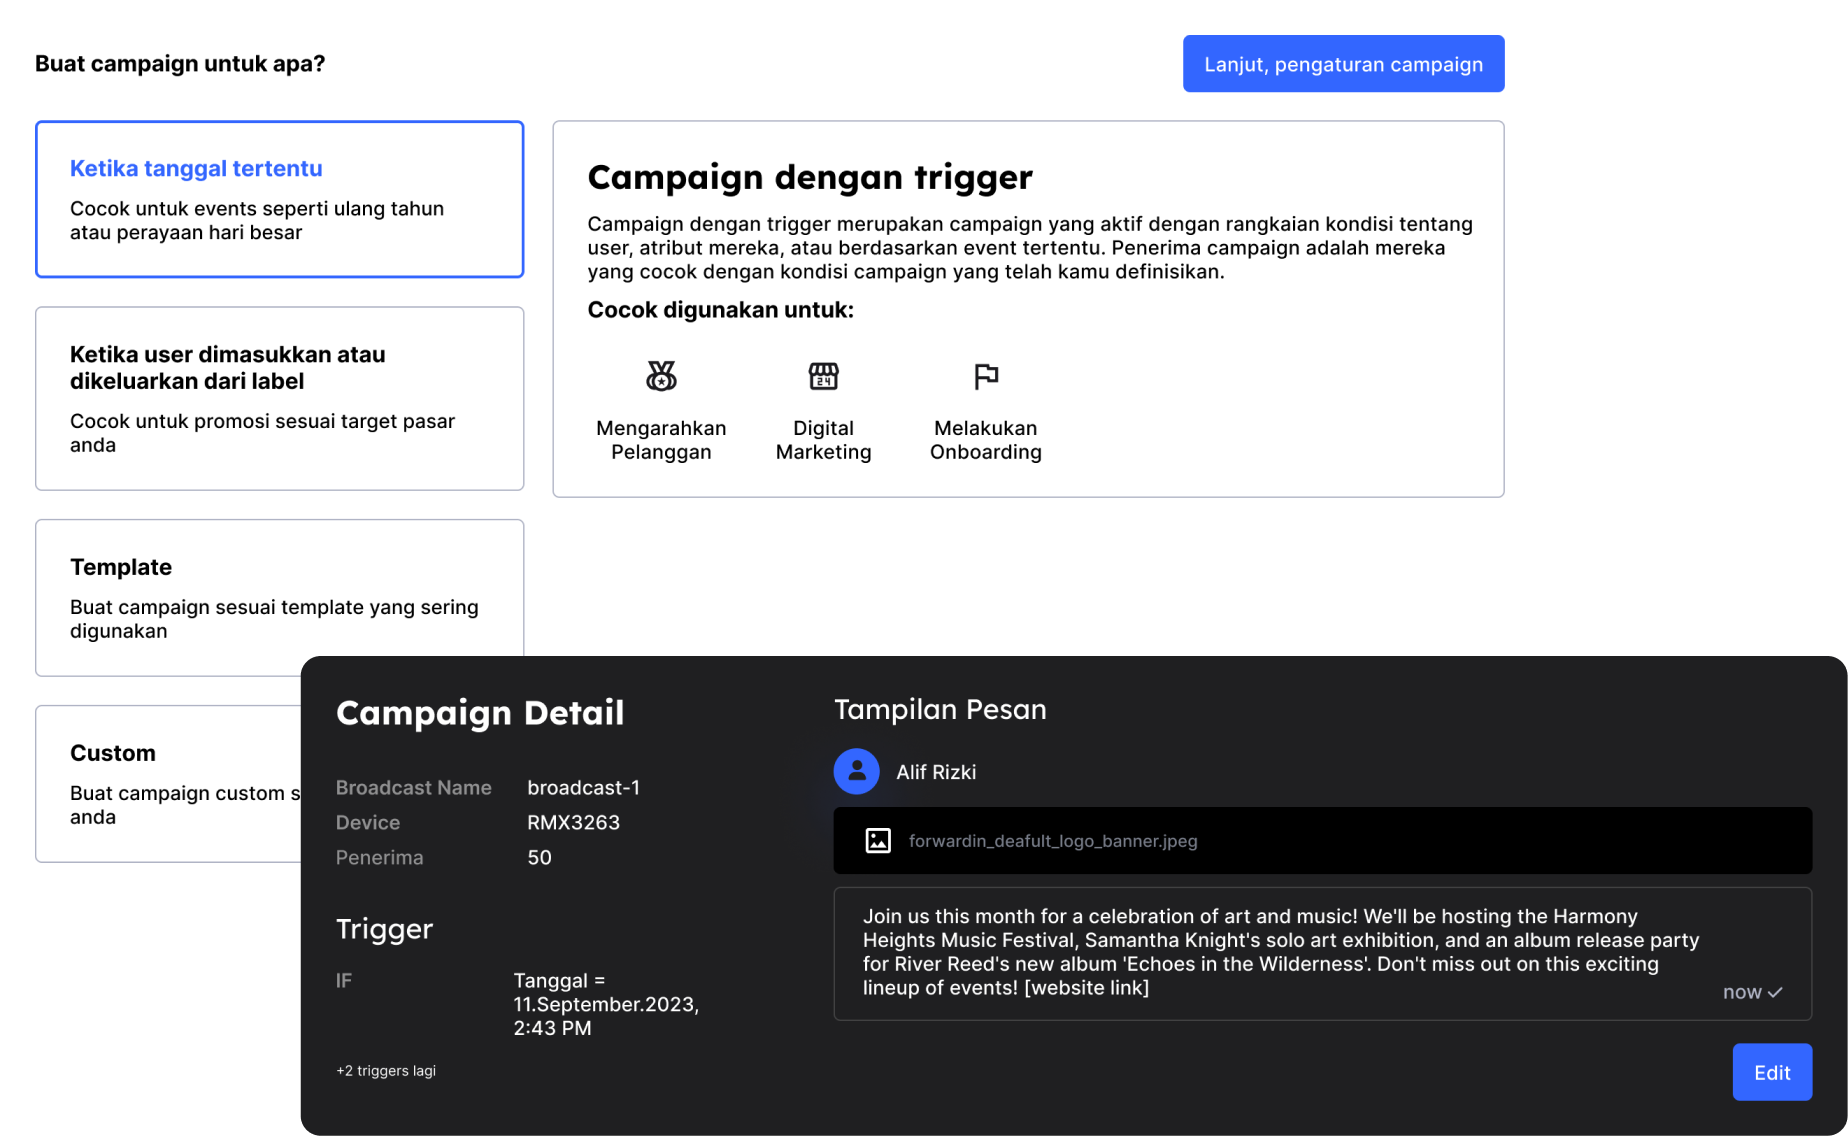 Buat campaign untuk apa?
Lanjut, pengaturan campaign
Ketika tanggal tertentu
Cocok untuk events seperti ulang tahun
atau perayaan hari besar
Ketika user dimasukkan atau
dikeluarkan dari label
Cocok untuk promosi sesuai target pasar
anda
Template
Buat campaign sesuai template yang sering
digunakan
Custom
Buat campaign custom s
anda
Campaign dengan trigger
Campaign dengan trigger merupakan campaign yang aktif dengan rangkaian kondisi tentang
user, atribut mereka, atau berdasarkan event tertentu. Penerima campaign adalah mereka
yang cocok dengan kondisi campaign yang telah kamu definisikan.
Cocok digunakan untuk:
24
Mengarahkan
Pelanggan
Digital
Marketing
Melakukan
Onboarding
Campaign Detail
Broadcast Name broadcast-1
Device RMX3263
Penerima 50
Trigger
IF Tanggal =
11.September.2023,
2:43 PM
+2 triggers lagi
Tampilan Pesan
Alif Rizki
forwardin_deafult_logo_banner.jpeg
Join us this month for a celebration of art and music! We'll be hosting the Harmony
Heights Music Festival, Samantha Knight's solo art exhibition, and an album release party
for River Reed's new album 'Echoes in the Wilderness'. Don't miss out on this exciting
lineup of events! [website link]
now
Edit